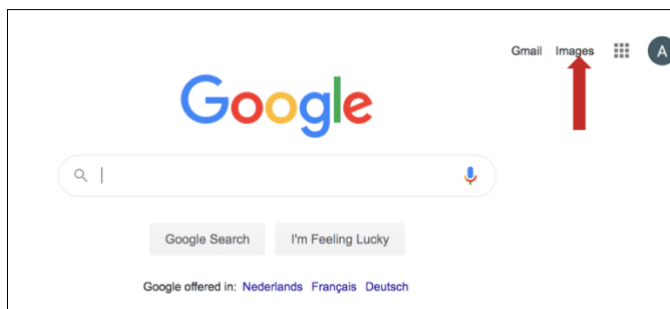 Gmail Images A
Google
Google Search I'm Feeling Lucky
Google offered in: Nederlands Français Deutsch